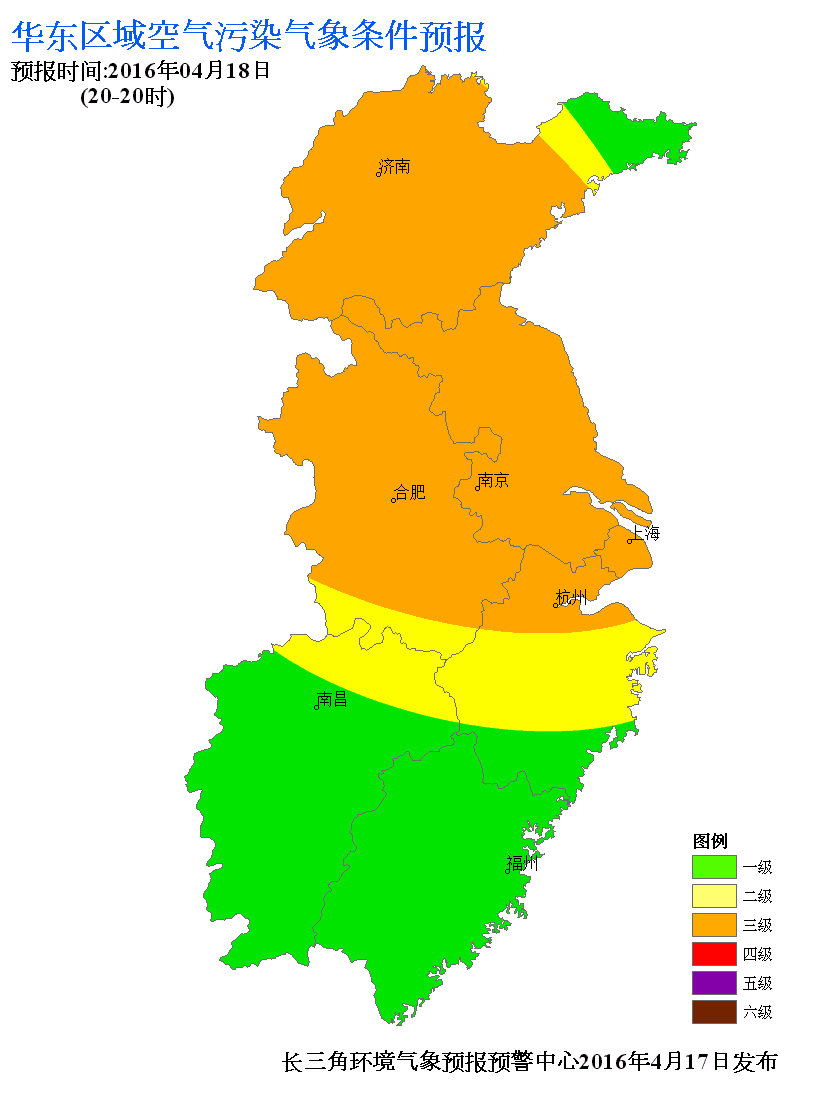 华东区域空气污染气象条件预报
预报时间:2016年04月18日
(20-20时)
济南
南京
合肥
上海
杭州
南昌
福州
图例
一级
二级
三级
四级
五级
六级
长三角环境气象预报预警中心2016年4月17日发布